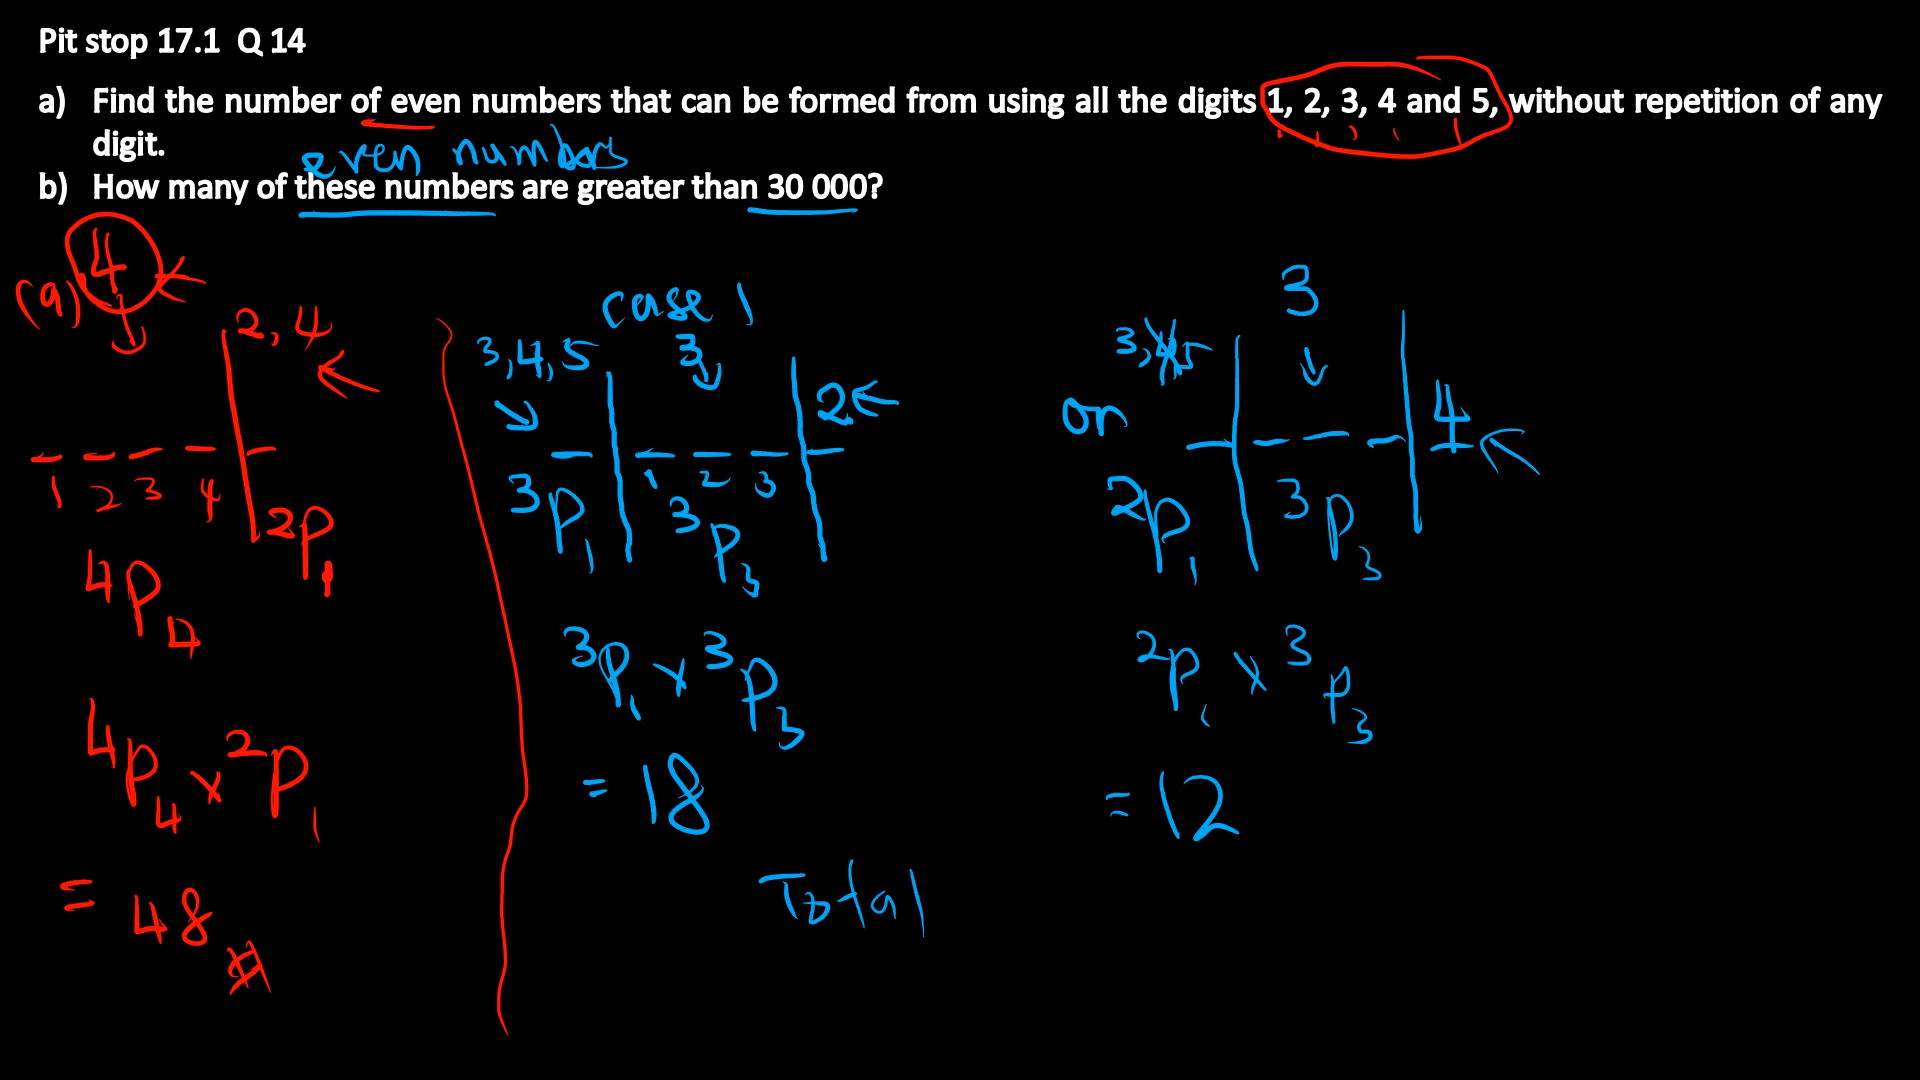 Pit stop 17.1 Q 14
a) Find the number of even numbers that can be formed from using all the digits 1, 2, 3, 4 and 5, without repetition of any
digit.
even numbers
b) How many of these numbers are greater than 30 000?
(a) 4
2, 4
1 2 3 4
2P1
4P4
4P4 x 2P1
= 48
case 1
3,4,5
3
2
1 2 3
3P1
3P3
3P1 x 3P3
= 18
or
3,4,5
3
4
2P1
3P3
2P1 x 3P3
= 12
Total